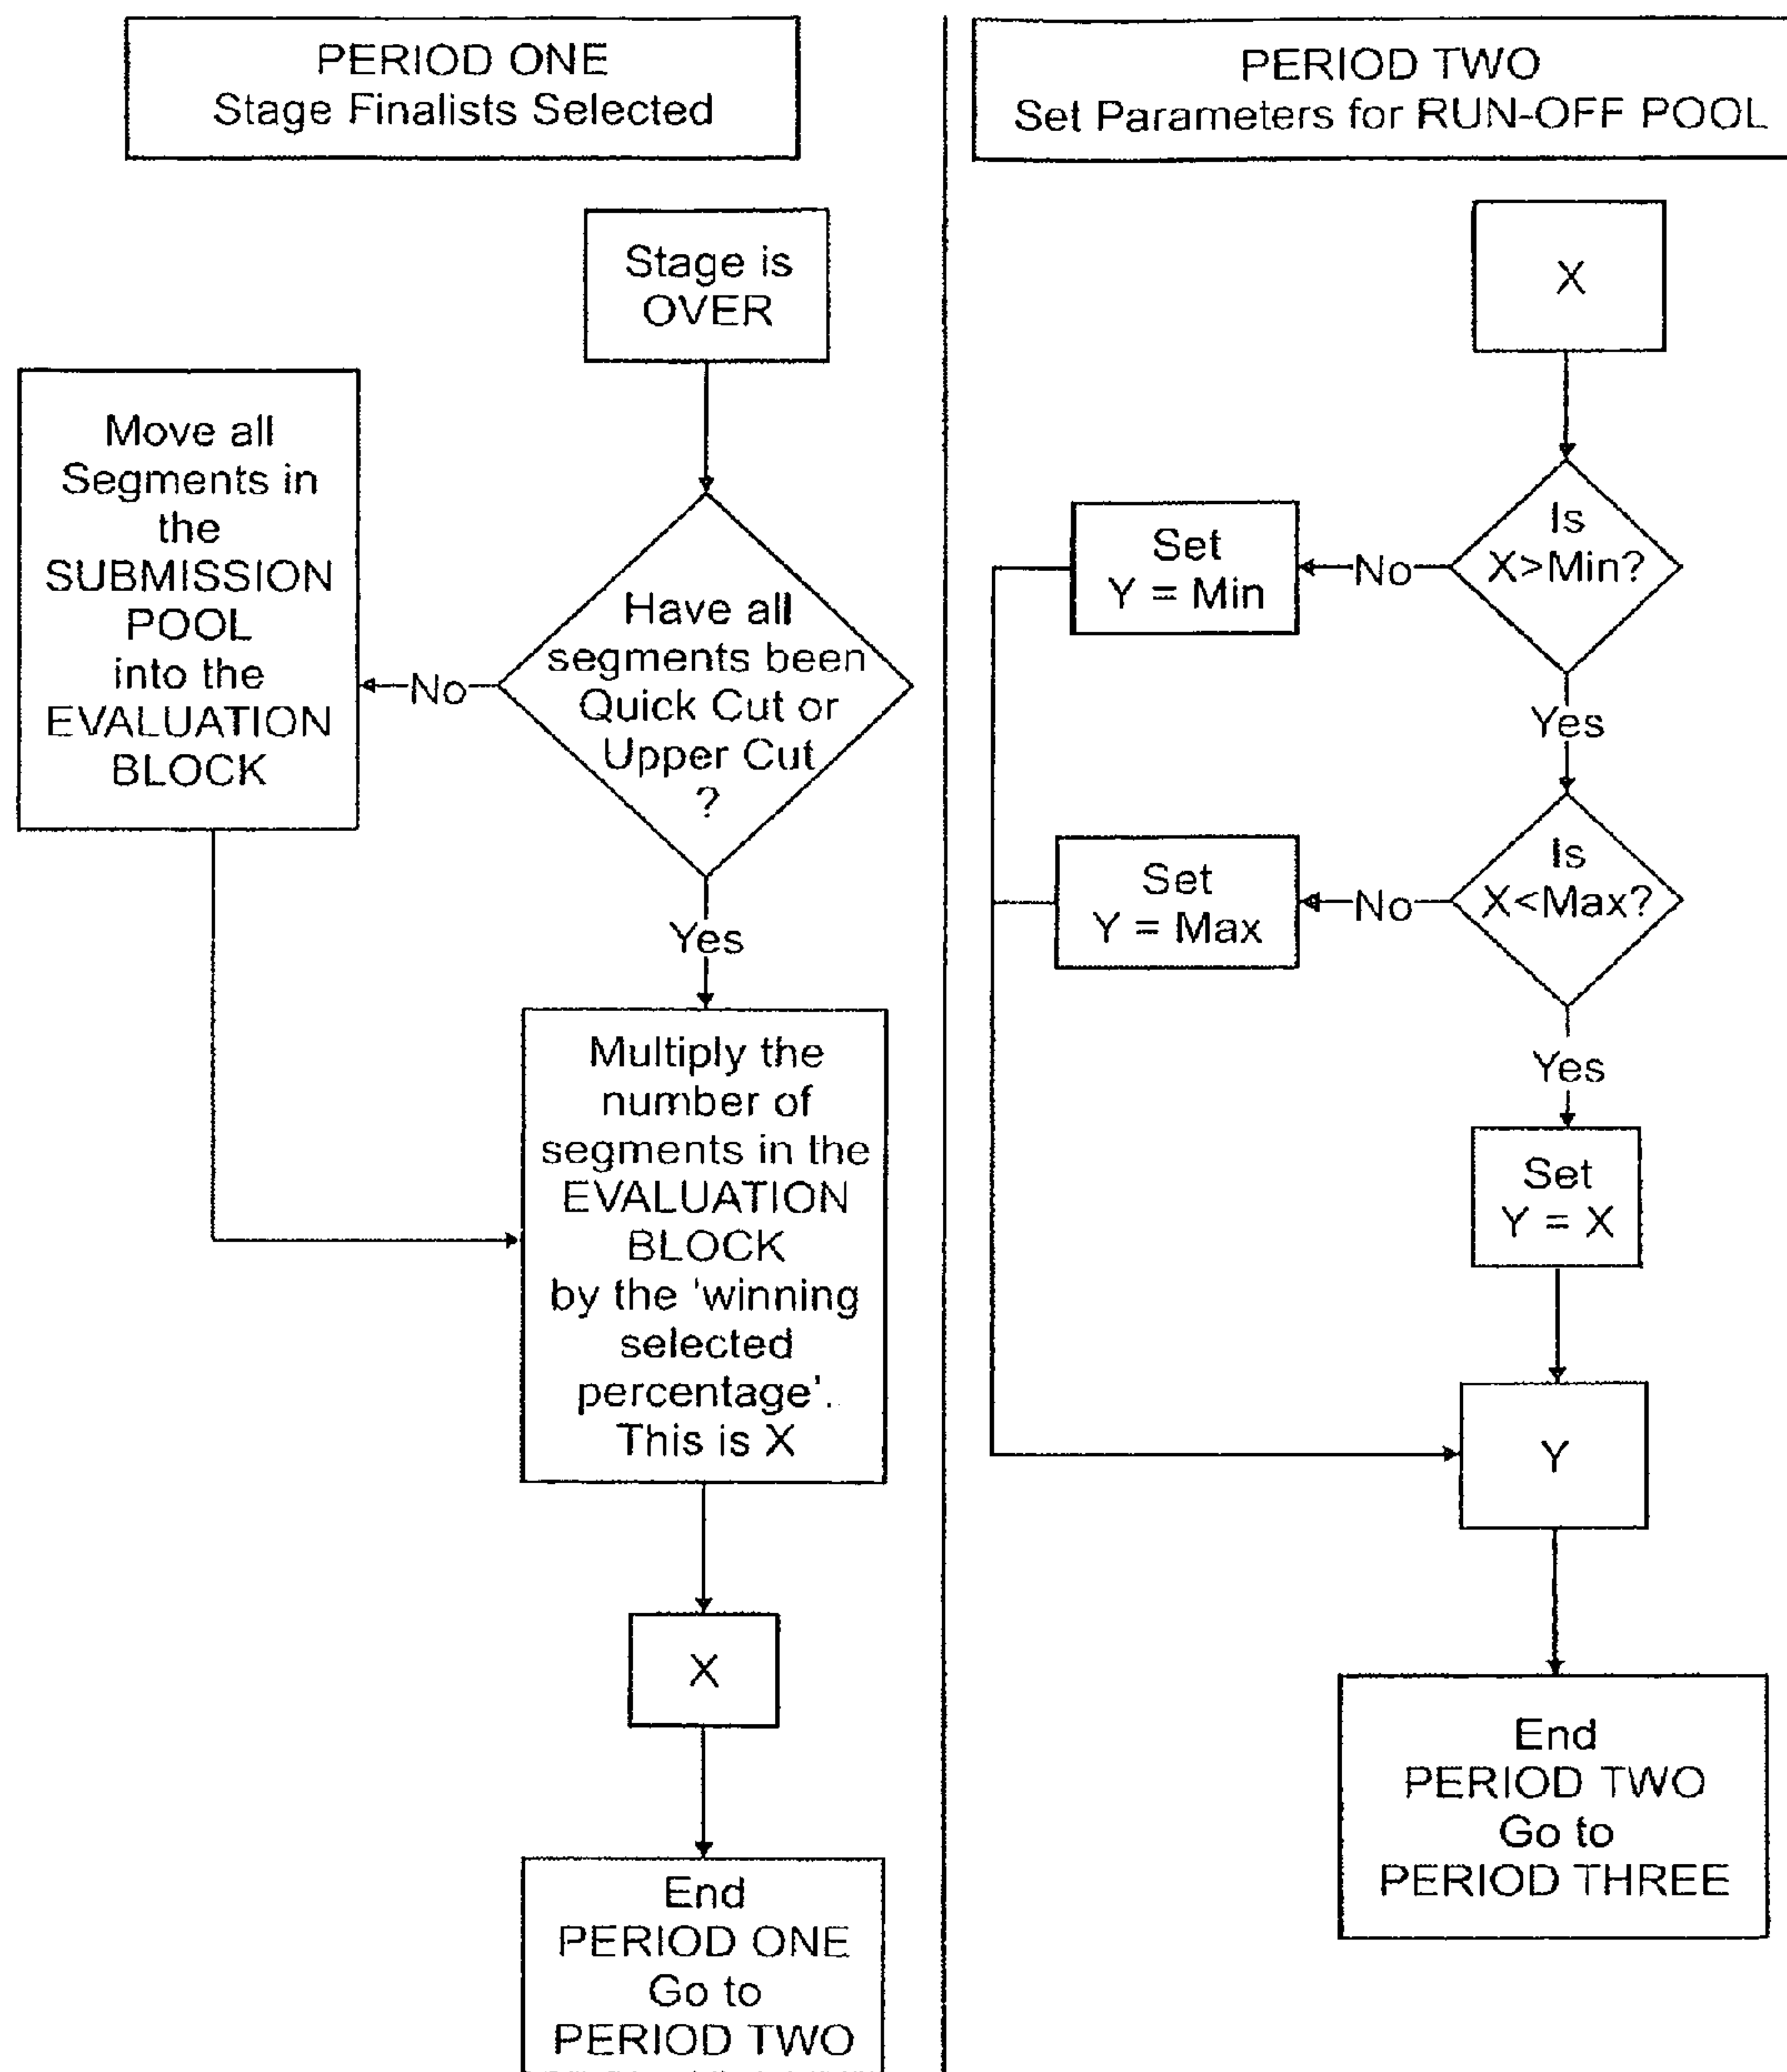 PERIOD ONE
Stage Finalists Selected
Stage is
OVER
Move all
Segments in
the
SUBMISSION
POOL
into the
EVALUATION
BLOCK
No
Have all
segments been
Quick Cut or
Upper Cut
?
Yes
Multiply the
number of
segments in the
EVALUATION
BLOCK
by the 'winning
selected
percentage'.
This is X
X
End
PERIOD ONE
Go to
PERIOD TWO
PERIOD TWO
Set Parameters for RUN-OFF POOL
X
Is
X>Min?
No
Set
Y = Min
Yes
Is
X<Max?
No
Set
Y = Max
Yes
Set
Y = X
Y
End
PERIOD TWO
Go to
PERIOD THREE